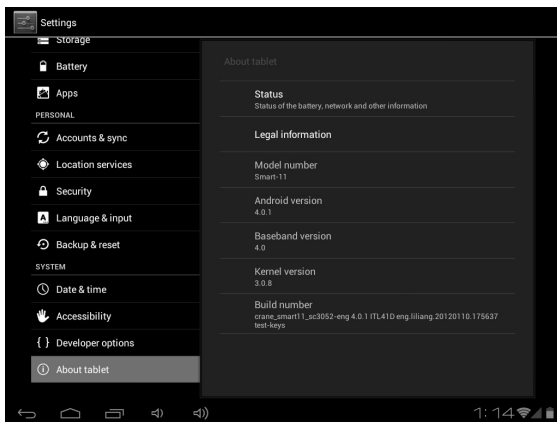 Settings
Storage
Battery
Apps
PERSONAL
Accounts & sync
Location services
Security
A Language & input
Backup & reset
SYSTEM
Date & time
Accessibility
{ } Developer options
About tablet
About tablet
Status
Status of the battery, network and other information
Legal information
Model number
Smart-11
Android version
4.0.1
Baseband version
4.0
Kernel version
3.0.8
Build number
crane_smart11_sc3052-eng 4.0.1 ITL41D eng.liliang.20120110.175637
test-keys
1:14